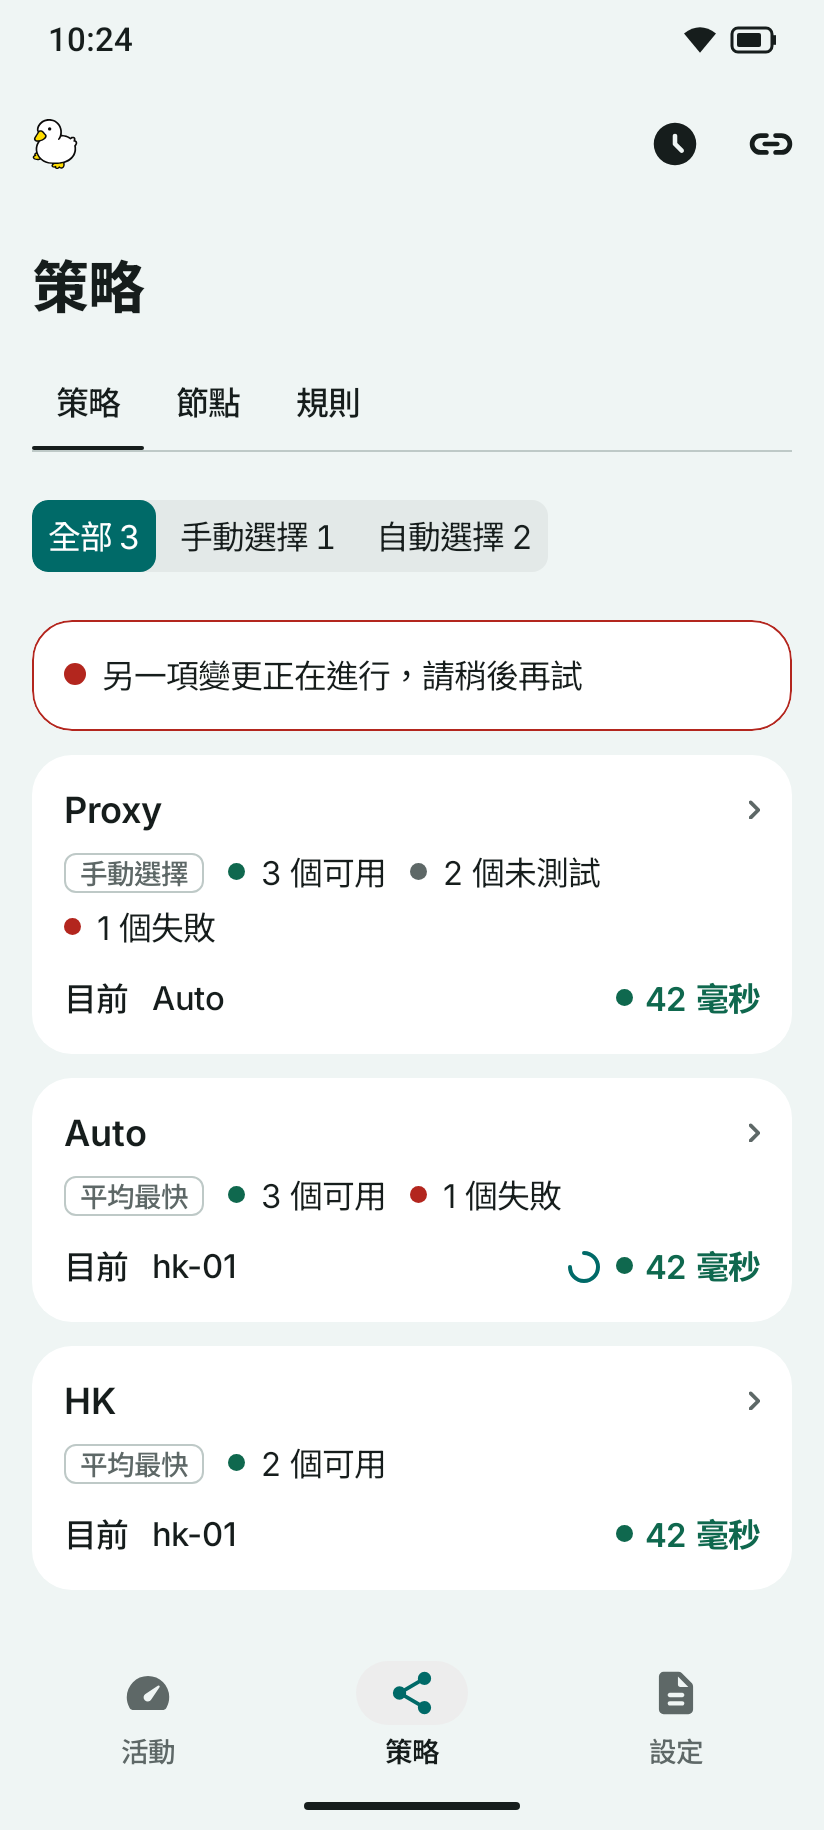 10:24
策略
策略 節點 規則
全部 3 手動選擇 1 自動選擇 2
另一項變更正在進行，請稍後再試
Proxy
手動選擇 3 個可用 2 個未測試
1 個失敗
目前 Auto 42 毫秒
Auto
平均最快 3 個可用 1 個失敗
目前 hk-01 42 毫秒
HK
平均最快 2 個可用
目前 hk-01 42 毫秒
活動 策略 設定